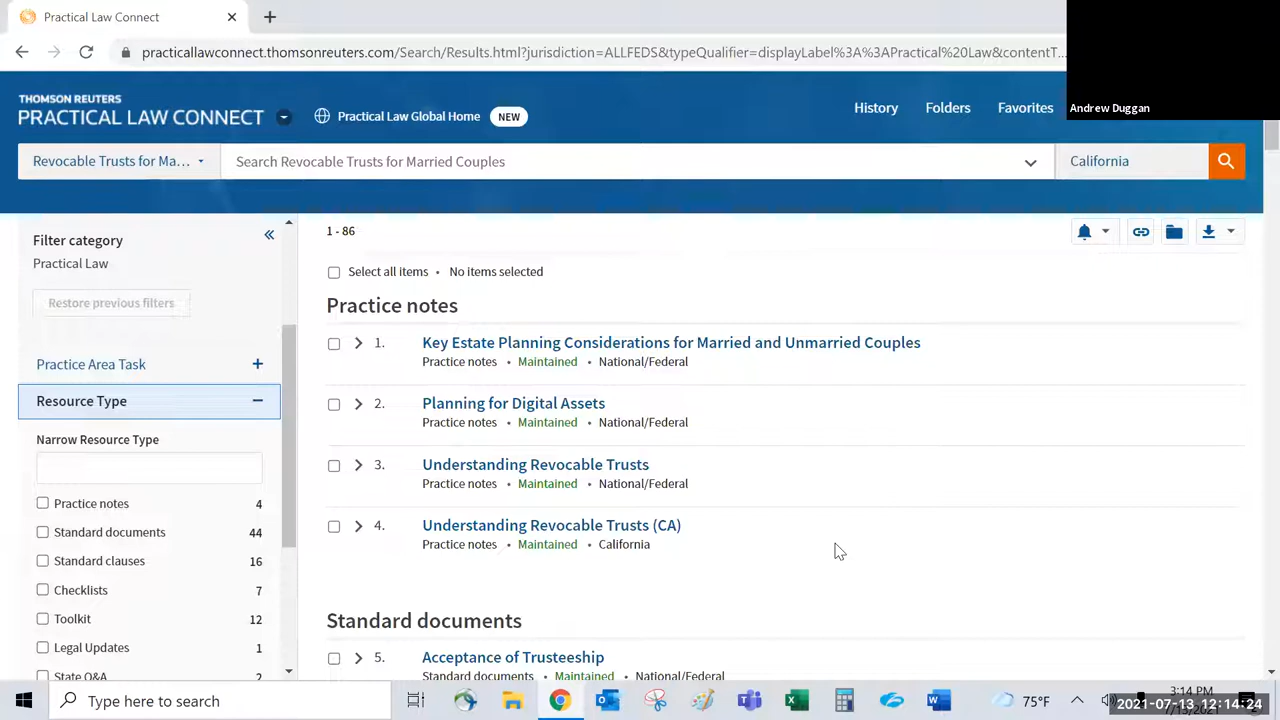 Practical Law Connect
practicallawconnect.thomsonreuters.com/Search/Results.html?jurisdiction=ALLFEDS&typeQualifier=displayLabel%3A%3APractical%20Law&contentT...
Andrew Duggan
THOMSON REUTERS
PRACTICAL LAW CONNECT
Practical Law Global Home NEW
History Folders Favorites
Revocable Trusts for Ma... Search Revocable Trusts for Married Couples California
Filter category
Practical Law
Restore previous filters
Practice Area Task +
Resource Type −
Narrow Resource Type
Practice notes 4
Standard documents 44
Standard clauses 16
Checklists 7
Toolkit 12
Legal Updates 1
State Q&A 2
1 - 86
Select all items • No items selected
Practice notes
1. Key Estate Planning Considerations for Married and Unmarried Couples
Practice notes • Maintained • National/Federal
2. Planning for Digital Assets
Practice notes • Maintained • National/Federal
3. Understanding Revocable Trusts
Practice notes • Maintained • National/Federal
4. Understanding Revocable Trusts (CA)
Practice notes • Maintained • California
Standard documents
5. Acceptance of Trusteeship
Standard documents • Maintained • National/Federal
Type here to search
75°F
3:14 PM
2021-07-13 12:14:24